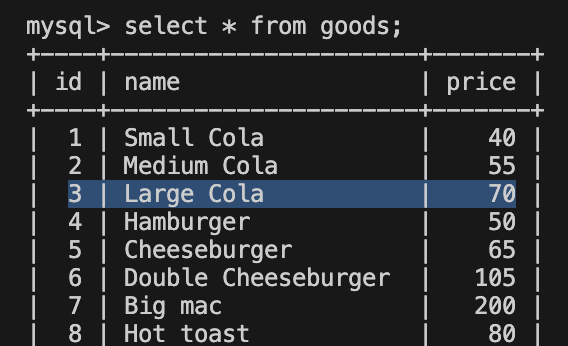 mysql> select * from goods;
+----+----------------------+-------+
| id | name                 | price |
+----+----------------------+-------+
|  1 | Small Cola           |    40 |
|  2 | Medium Cola          |    55 |
|  3 | Large Cola           |    70 |
|  4 | Hamburger            |    50 |
|  5 | Cheeseburger         |    65 |
|  6 | Double Cheeseburger  |   105 |
|  7 | Big mac              |   200 |
|  8 | Hot toast            |    80 |